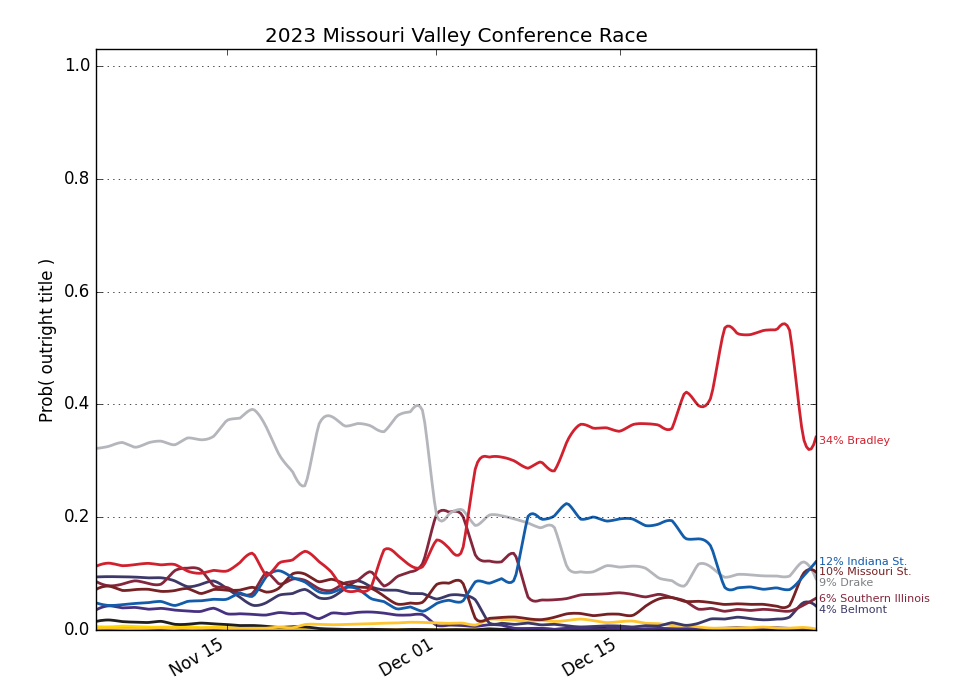 2023 Missouri Valley Conference Race
Prob( outright title )
1.0
0.8
0.6
0.4
0.2
0.0
Nov 15
Dec 01
Dec 15
34% Bradley
12% Indiana St.
10% Missouri St.
9% Drake
6% Southern Illinois
4% Belmont